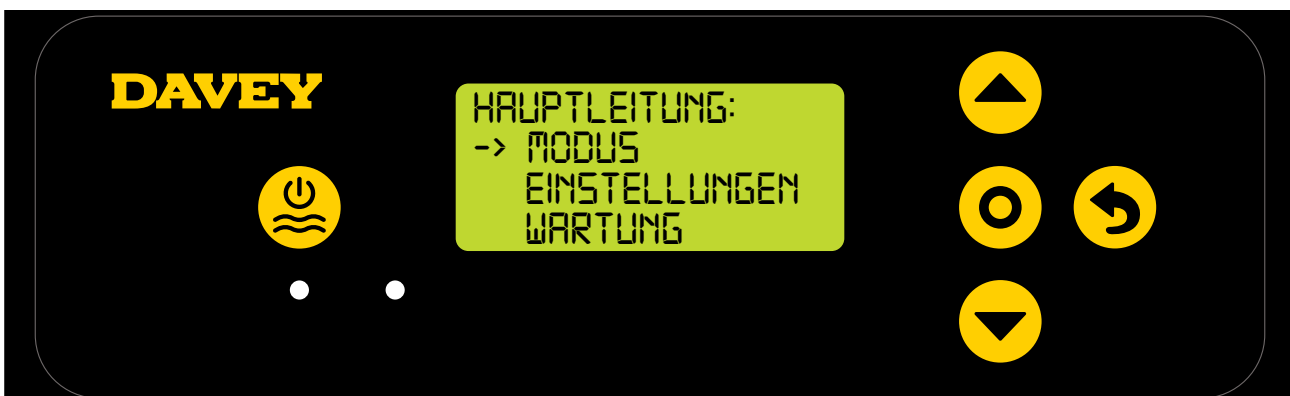 DAVEY
HAUPTLEITUNG:
-> MODUS
EINSTELLUNGEN
WARTUNG